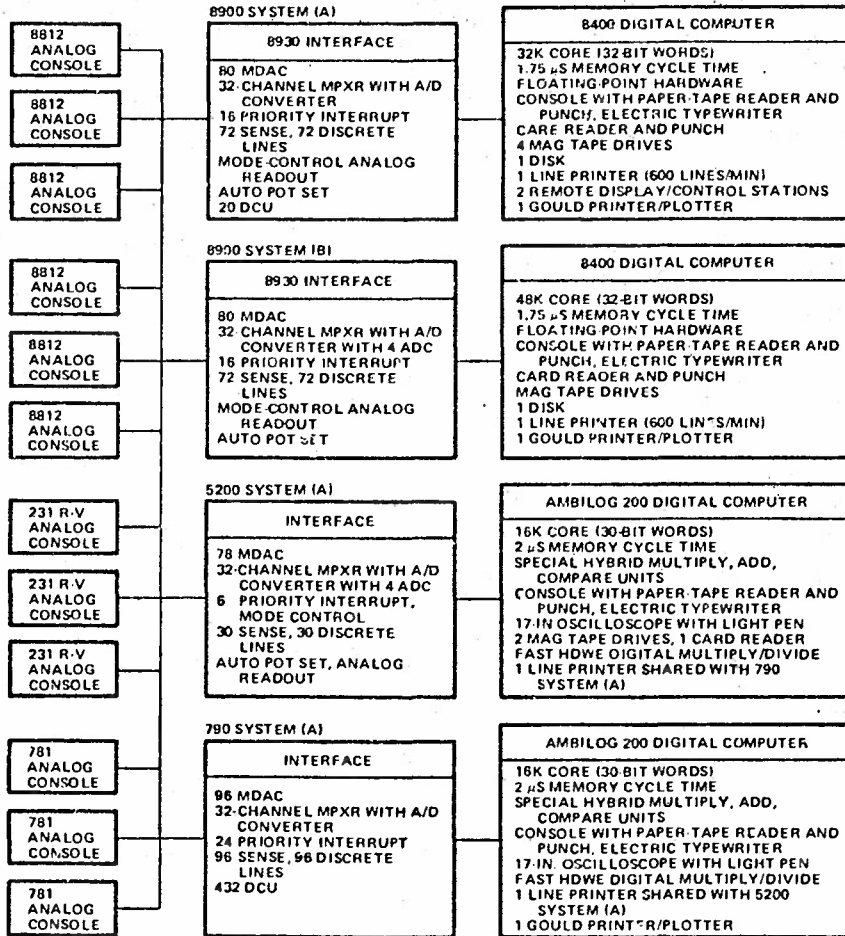 8812
ANALOG
CONSOLE
8812
ANALOG
CONSOLE
8812
ANALOG
CONSOLE
8900 SYSTEM (A)
8930 INTERFACE
80 MDAC
32-CHANNEL MPXR WITH A/D
CONVERTER
16 PRIORITY INTERRUPT
72 SENSE, 72 DISCRETE
LINES
MODE-CONTROL ANALOG
READOUT
AUTO POT SET
20 DCU
8400 DIGITAL COMPUTER
32K CORE (32-BIT WORDS)
1.75 μS MEMORY CYCLE TIME
FLOATING-POINT HARDWARE
CONSOLE WITH PAPER-TAPE READER AND
PUNCH, ELECTRIC TYPEWRITER
CARE READER AND PUNCH
4 MAG TAPE DRIVES
1 DISK
1 LINE PRINTER (600 LINES/MIN)
2 REMOTE DISPLAY/CONTROL STATIONS
1 GOULD PRINTER/PLOTTER
8812
ANALOG
CONSOLE
8812
ANALOG
CONSOLE
8812
ANALOG
CONSOLE
8900 SYSTEM (B)
8930 INTERFACE
80 MDAC
32-CHANNEL MPXR WITH A/D
CONVERTER WITH 4 ADC
16 PRIORITY INTERRUPT
72 SENSE, 72 DISCRETE
LINES
MODE-CONTROL ANALOG
READOUT
AUTO POT SET
8400 DIGITAL COMPUTER
48K CORE (32-BIT WORDS)
1.75 μS MEMORY CYCLE TIME
FLOATING-POINT HARDWARE
CONSOLE WITH PAPER-TAPE READER AND
PUNCH, ELECTRIC TYPEWRITER
CARD READER AND PUNCH
MAG TAPE DRIVES
1 DISK
1 LINE PRINTER (600 LINES/MIN)
1 GOULD PRINTER/PLOTTER
231 R-V
ANALOG
CONSOLE
231 R-V
ANALOG
CONSOLE
231 R-V
ANALOG
CONSOLE
5200 SYSTEM (A)
INTERFACE
78 MDAC
32-CHANNEL MPXR WITH A/D
CONVERTER WITH 4 ADC
6 PRIORITY INTERRUPT,
MODE CONTROL
30 SENSE, 30 DISCRETE
LINES
AUTO POT SET, ANALOG
READOUT
AMBILOG 200 DIGITAL COMPUTER
16K CORE (30-BIT WORDS)
2 μS MEMORY CYCLE TIME
SPECIAL HYBRID MULTIPLY, ADD,
COMPARE UNITS
CONSOLE WITH PAPER-TAPE READER AND
PUNCH, ELECTRIC TYPEWRITER
17-IN OSCILLOSCOPE WITH LIGHT PEN
2 MAG TAPE DRIVES, 1 CARD READER
FAST HDWE DIGITAL MULTIPLY/DIVIDE
1 LINE PRINTER SHARED WITH 790
SYSTEM (A)
781
ANALOG
CONSOLE
781
ANALOG
CONSOLE
781
ANALOG
CONSOLE
790 SYSTEM (A)
INTERFACE
96 MDAC
32-CHANNEL MPXR WITH A/D
CONVERTER
24 PRIORITY INTERRUPT
96 SENSE, 96 DISCRETE
LINES
432 DCU
AMBILOG 200 DIGITAL COMPUTER
16K CORE (30-BIT WORDS)
2 μS MEMORY CYCLE TIME
SPECIAL HYBRID MULTIPLY, ADD,
COMPARE UNITS
CONSOLE WITH PAPER-TAPE READER AND
PUNCH, ELECTRIC TYPEWRITER
17-IN. OSCILLOSCOPE WITH LIGHT PEN
FAST HDWE DIGITAL MULTIPLY/DIVIDE
1 LINE PRINTER SHARED WITH 5200
SYSTEM (A)
1 GOULD PRINTER/PLOTTER